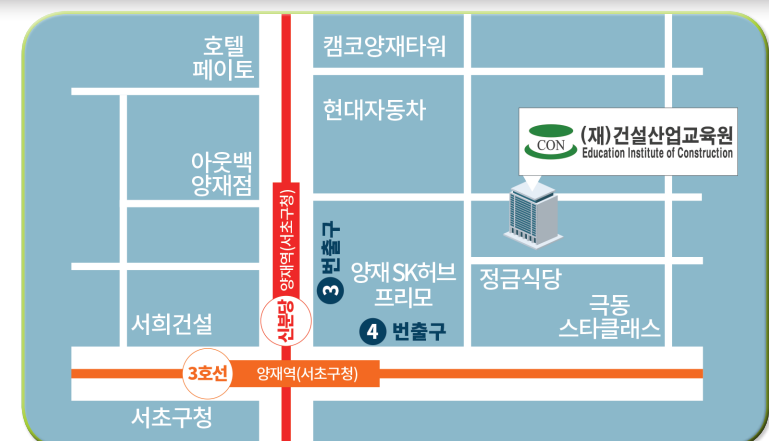 호텔
페이토
캠코양재타워
현대자동차
CON
(재)건설산업교육원
Education Institute of Construction
아웃백
양재점
양재역(서초구청)
신분당
3 번출구
양재 SK허브
프리모
정금식당
극동
스타클래스
서희건설
4 번출구
3호선
양재역(서초구청)
서초구청